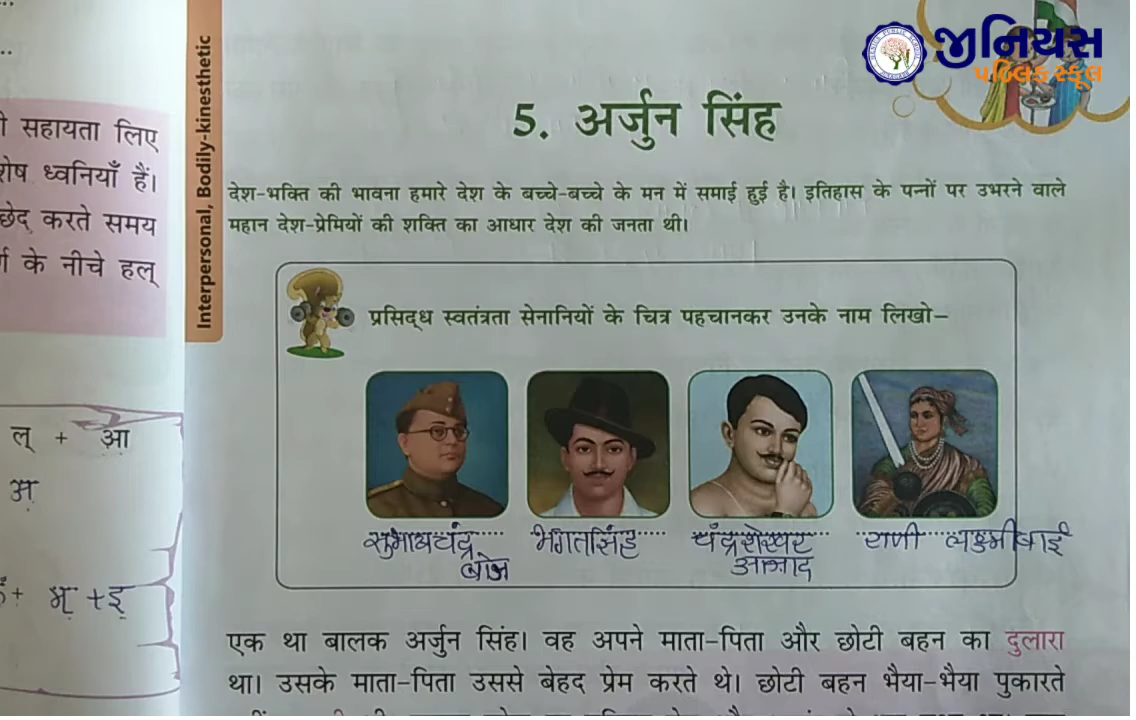 ..
..
ी सहायता लिए
शेष ध्वनियाँ हैं।
छेद करते समय
र्ण के नीचे हल्
ल् + आ
अ
+ म् + इ
Interpersonal, Bodily-kinesthetic
જીનિયસ
પબ્લિક સ્કૂલ
5. अर्जुन सिंह
देश-भक्ति की भावना हमारे देश के बच्चे-बच्चे के मन में समाई हुई है। इतिहास के पन्नों पर उभरने वाले
महान देश-प्रेमियों की शक्ति का आधार देश की जनता थी।
प्रसिद्ध स्वतंत्रता सेनानियों के चित्र पहचानकर उनके नाम लिखो–
सुभाषचंद्र बोज
भगतसिंह
चंद्रशेखर आजाद
राणी लक्ष्मीबाई
एक था बालक अर्जुन सिंह। वह अपने माता-पिता और छोटी बहन का दुलारा
था। उसके माता-पिता उससे बेहद प्रेम करते थे। छोटी बहन भैया-भैया पुकारते